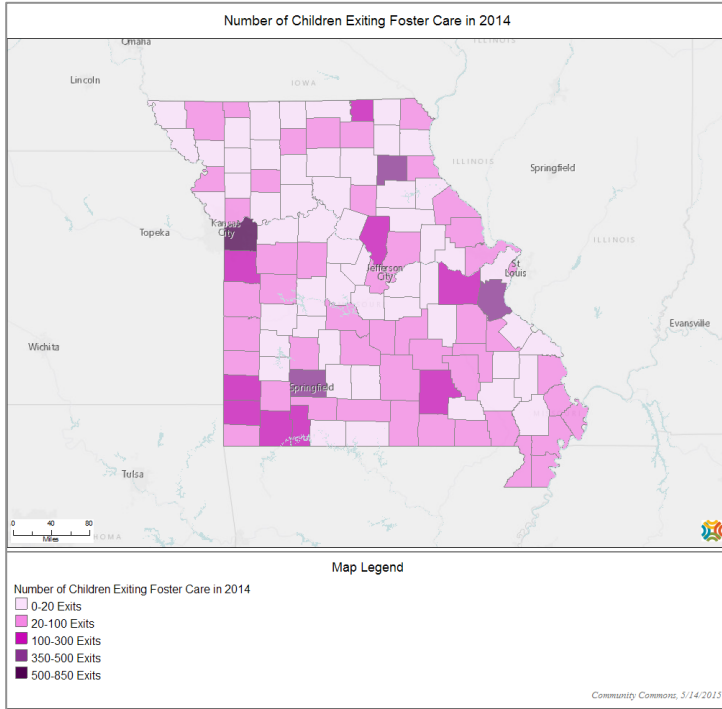 Number of Children Exiting Foster Care in 2014
Omaha
ILLINOIS
Lincoln
IOWA
ILLINOIS
Springfield
Topeka
Kansas
City
ILLINOIS
St
Louis
Jefferson
City
Evansville
Wichita
Springfield
Tulsa
0 40 80
Miles
HOMA
Map Legend
Number of Children Exiting Foster Care in 2014
0-20 Exits
20-100 Exits
100-300 Exits
350-500 Exits
500-850 Exits
Community Commons, 5/14/2015